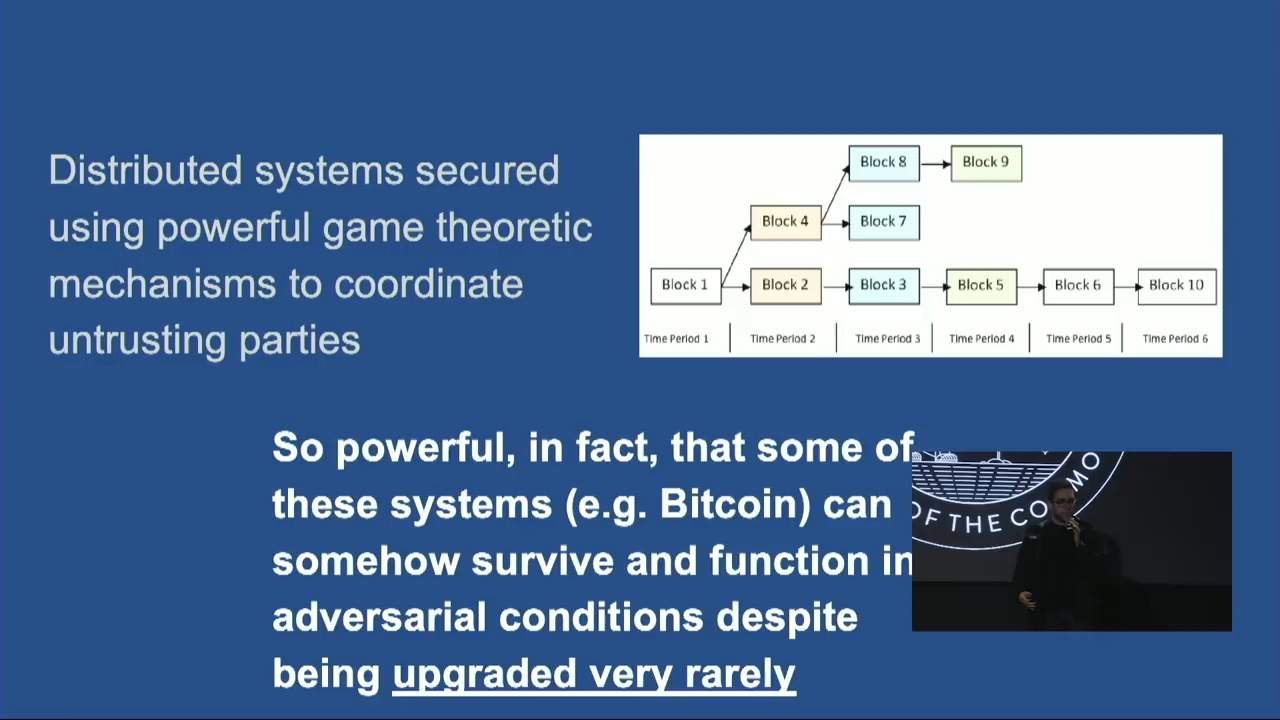 Distributed systems secured
using powerful game theoretic
mechanisms to coordinate
untrusting parties
Block 8
Block 9
Block 4
Block 7
Block 1
Block 2
Block 3
Block 5
Block 6
Block 10
Time Period 1
Time Period 2
Time Period 3
Time Period 4
Time Period 5
Time Period 6
So powerful, in fact, that some of
these systems (e.g. Bitcoin) can
somehow survive and function in
adversarial conditions despite
being upgraded very rarely
OF THE COMMO